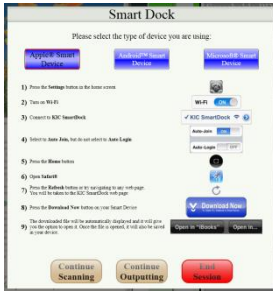 Smart Dock
Please select the type of device you are using:
Apple® Smart Device
Android™ Smart Device
Microsoft® Smart Device
1) Press the Settings button in the home screen
2) Turn on Wi-Fi
Wi-Fi ON
3) Connect to KIC SmartDock
✓ KIC SmartDock
4) Select to Auto Join, but do not select to Auto Login
Auto-Join ON
Auto-Login OFF
5) Press the Home button
6) Open Safari®
7) Press the Refresh button or try navigating to any web page.
You will be taken to the KIC SmartDock web page.
8) Press the Download Now button on your Smart Device
Download Now
9) The downloaded file will be automatically displayed and it will give
you the option to open it. Once the file is opened, it will also be saved
in your device.
Open in "iBooks"
Open in...
Continue Scanning
Continue Outputting
End Session